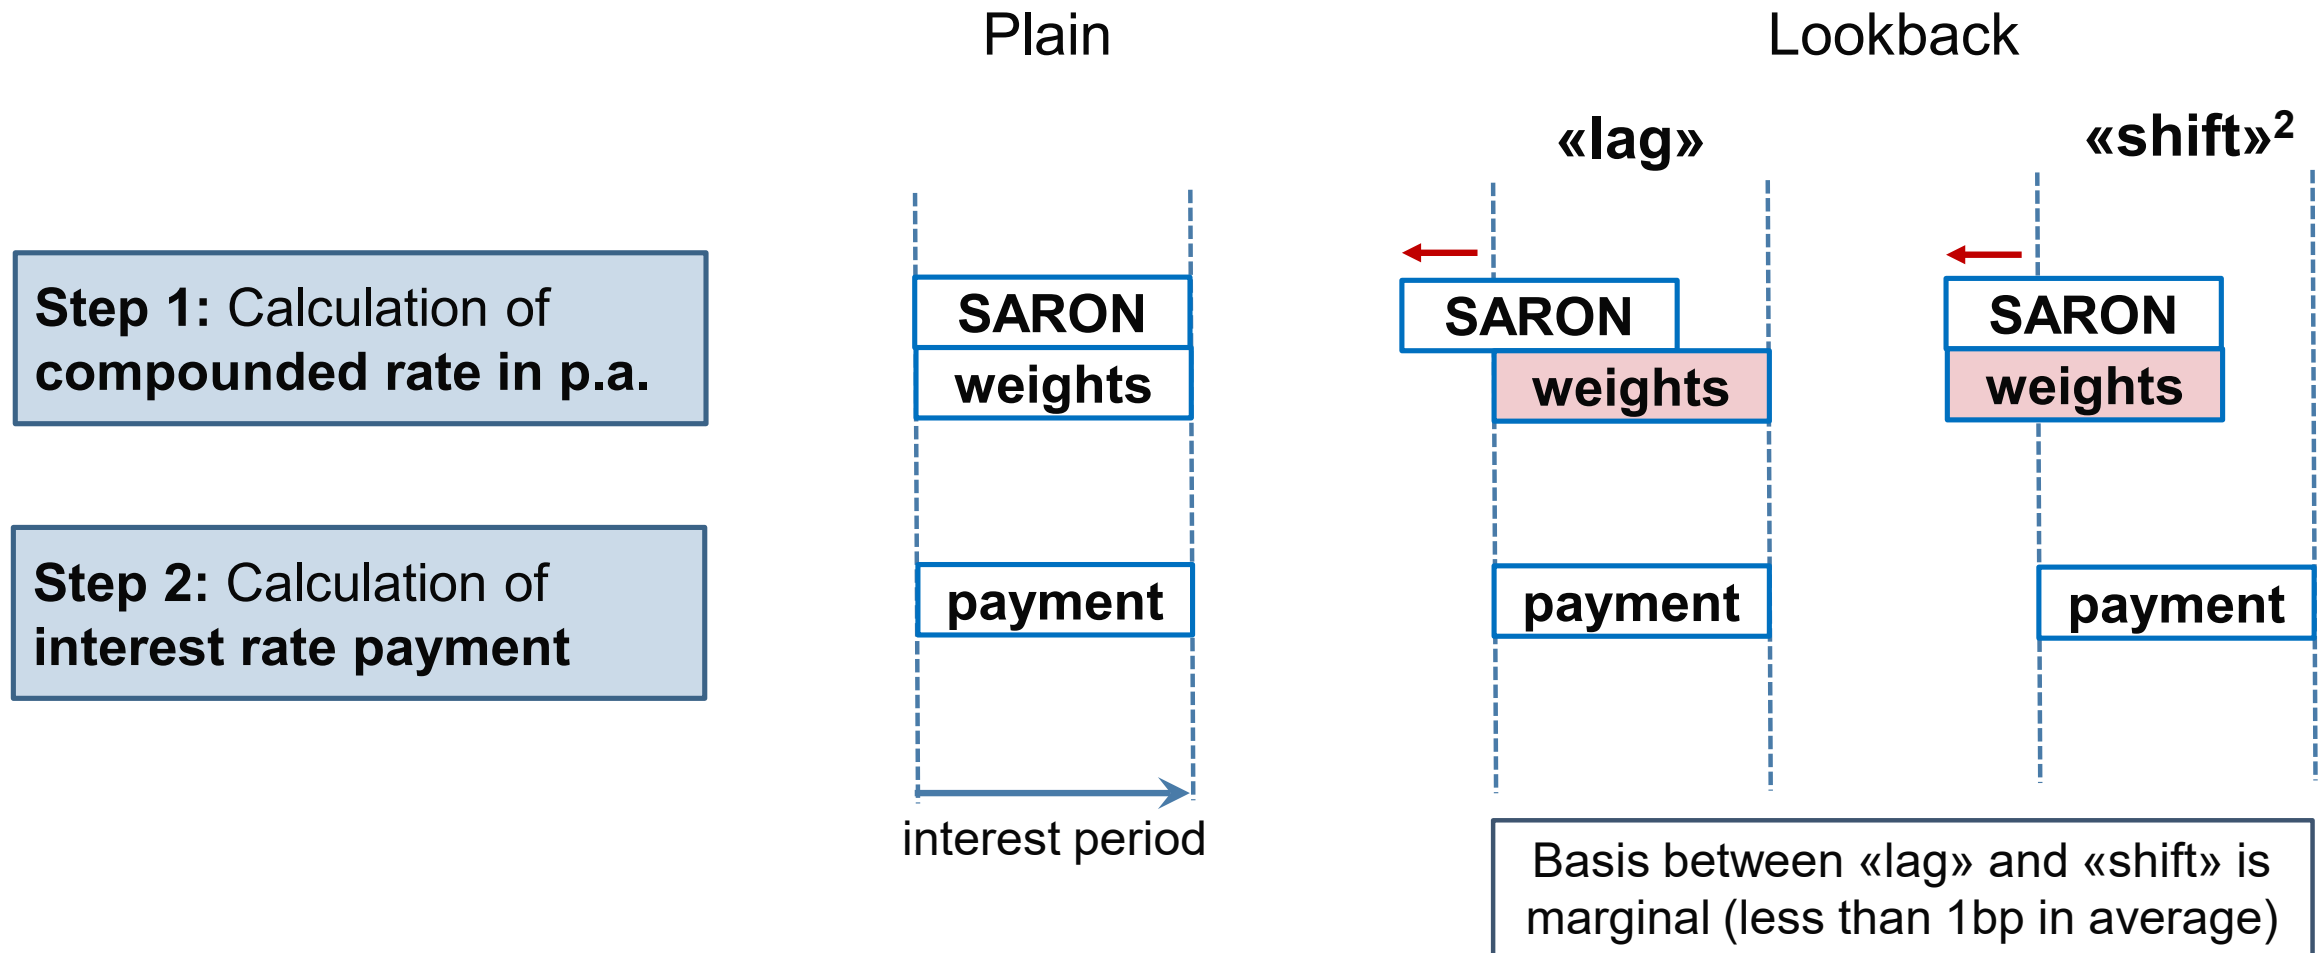 Plain
Lookback
«lag»
«shift»²
Step 1: Calculation of
compounded rate in p.a.
SARON
weights
SARON
weights
SARON
weights
Step 2: Calculation of
interest rate payment
payment
payment
payment
interest period
Basis between «lag» and «shift» is
marginal (less than 1bp in average)